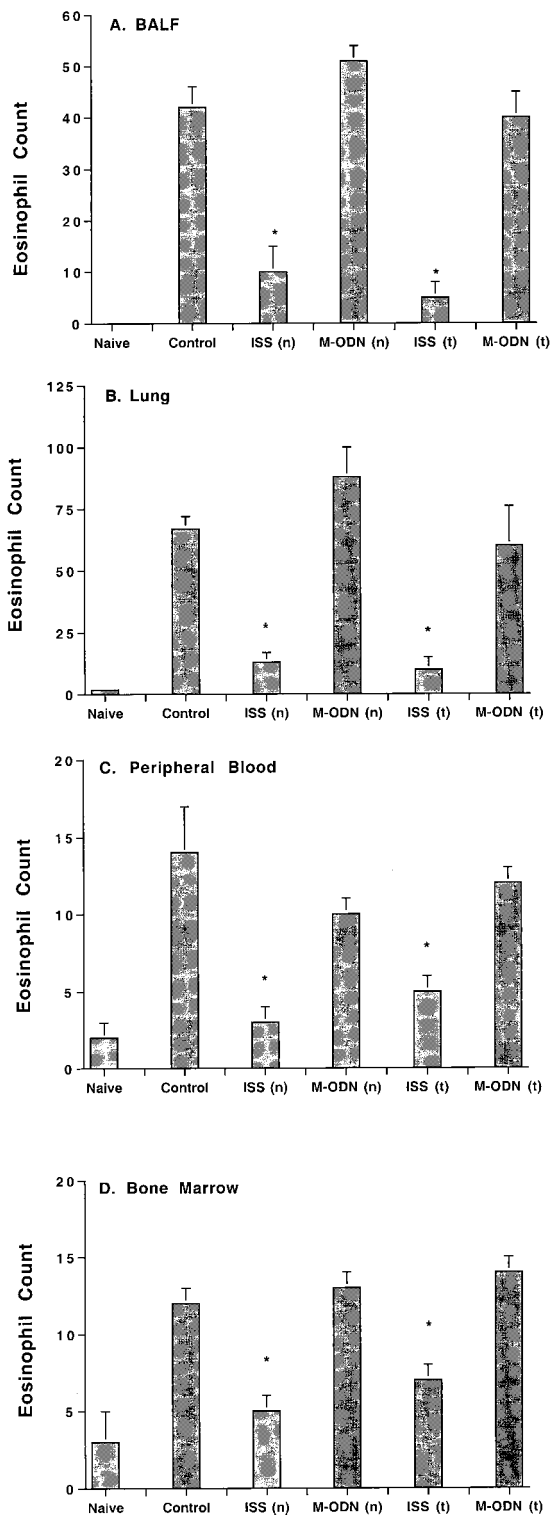 A. BALF
Eosinophil Count
60
50
40
30
20
10
0
Naive Control ISS (n) M-ODN (n) ISS (t) M-ODN (t)
* *
B. Lung
Eosinophil Count
125
100
75
50
25
0
Naive Control ISS (n) M-ODN (n) ISS (t) M-ODN (t)
* *
C. Peripheral Blood
Eosinophil Count
20
15
10
5
0
Naive Control ISS (n) M-ODN (n) ISS (t) M-ODN (t)
* *
D. Bone Marrow
Eosinophil Count
20
15
10
5
0
Naive Control ISS (n) M-ODN (n) ISS (t) M-ODN (t)
* *